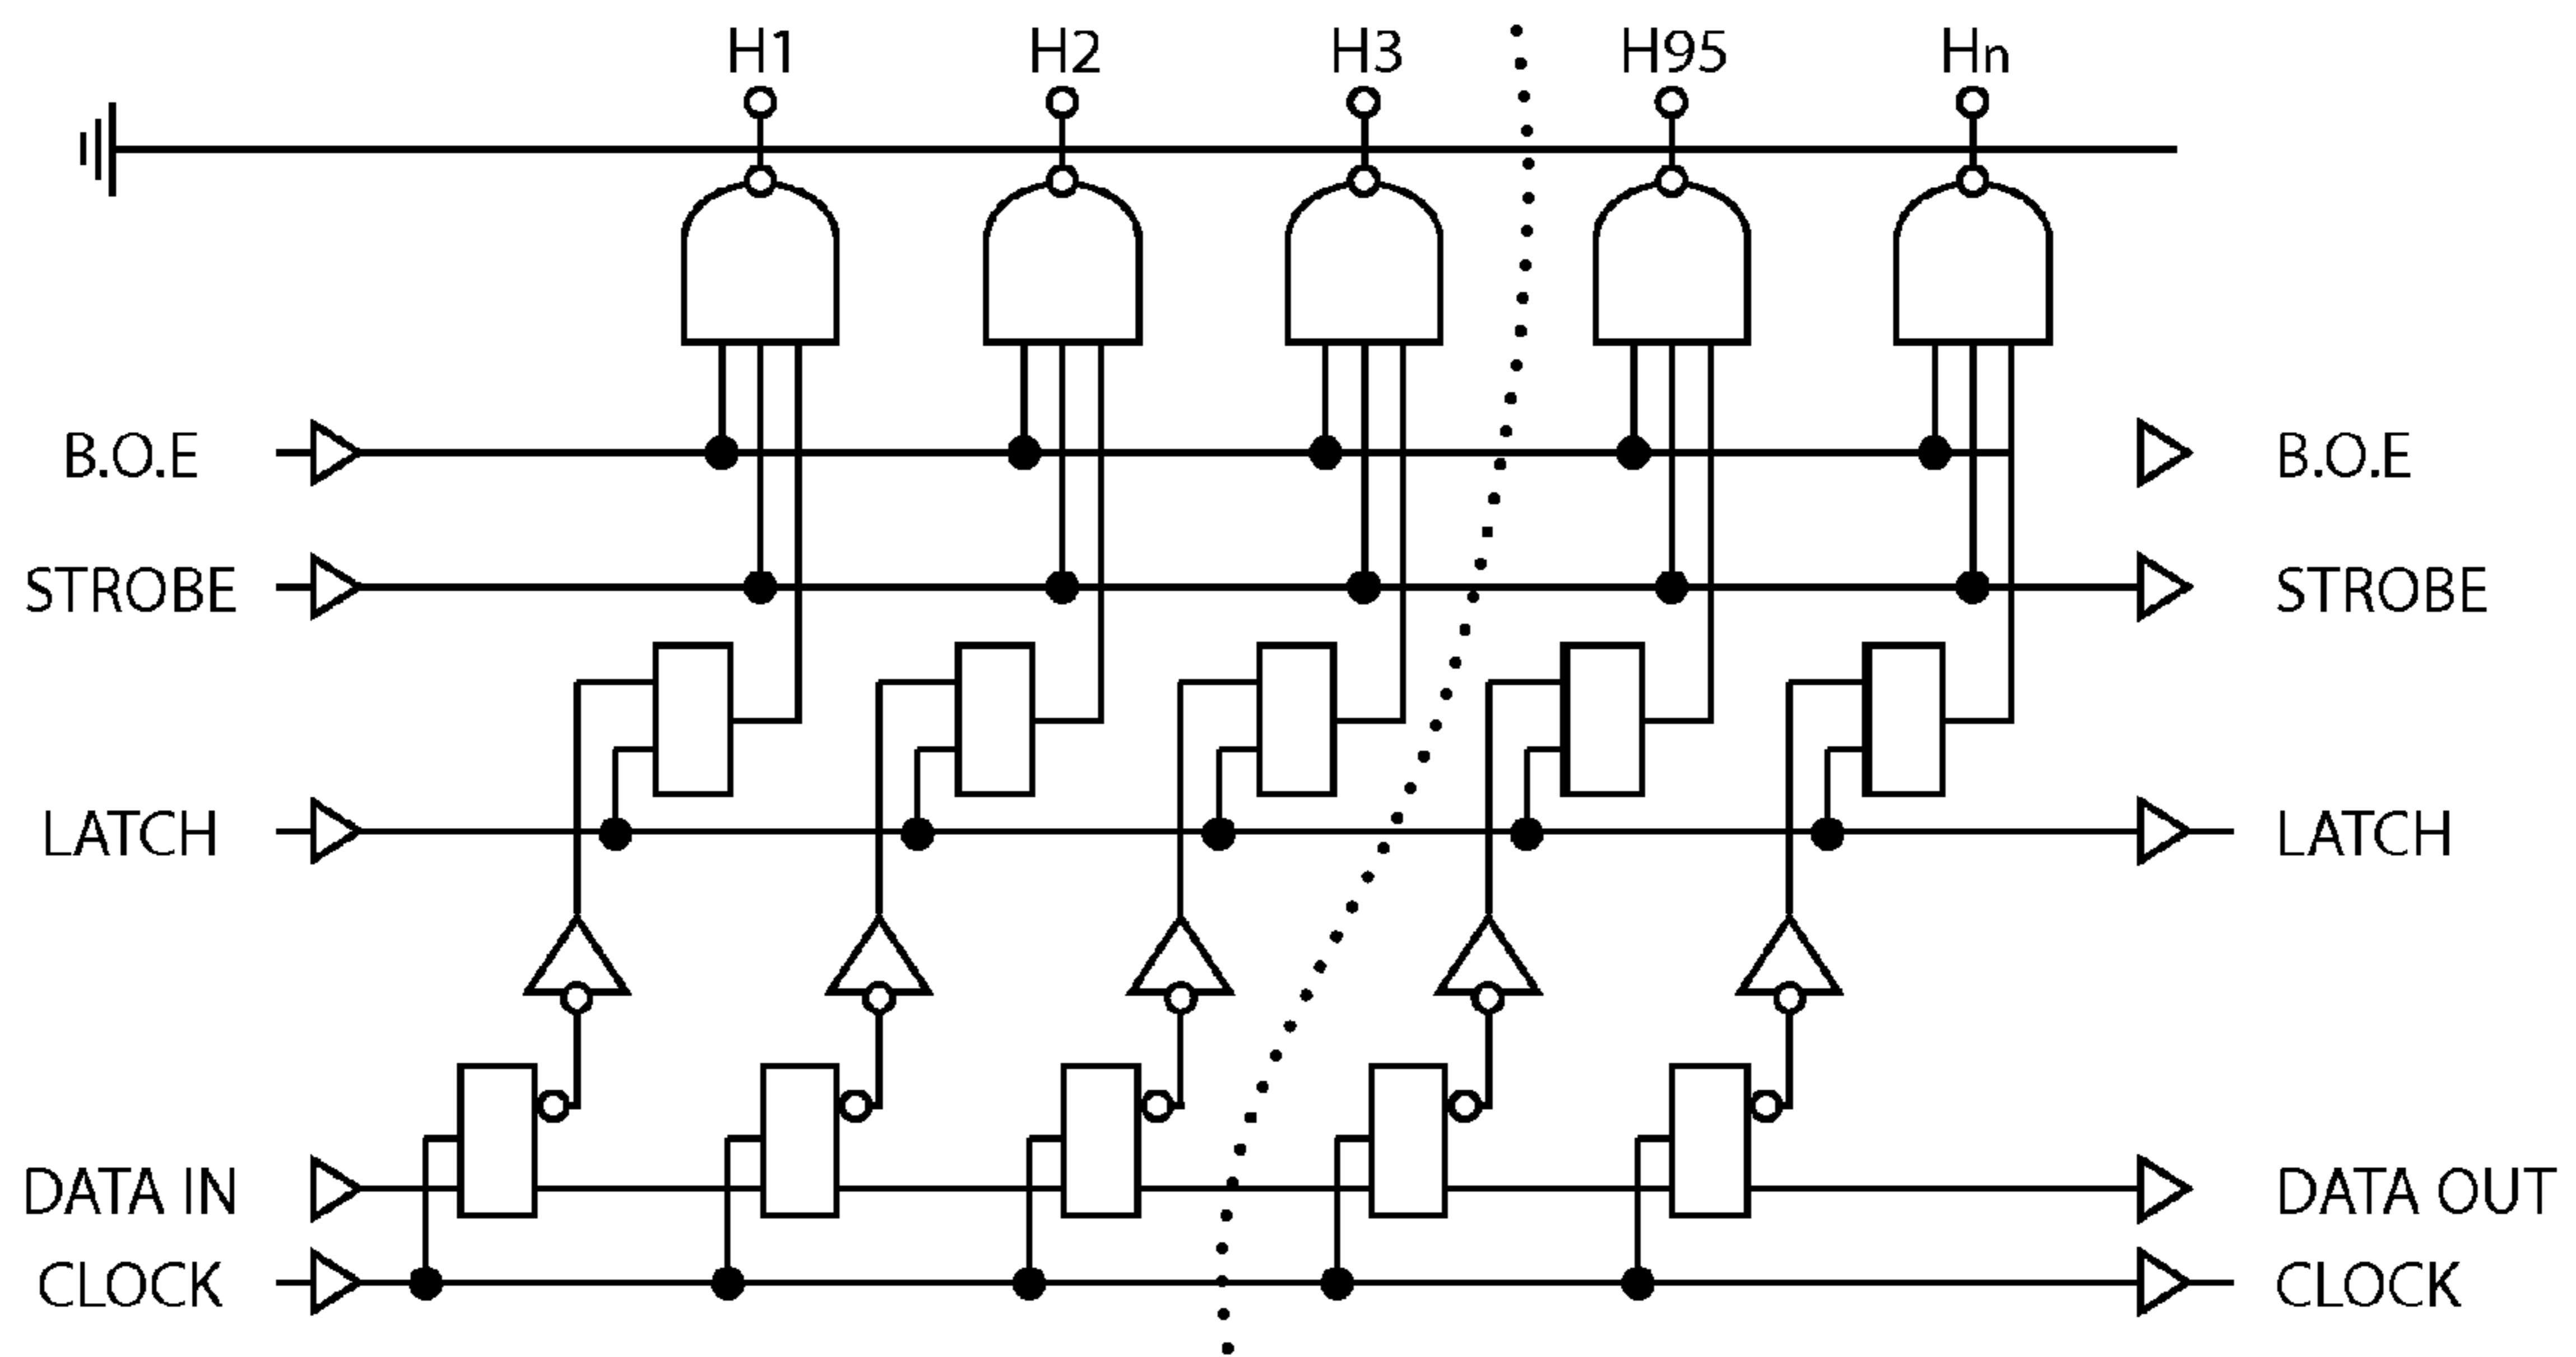 H1 H2 H3 H95 Hn
B.O.E B.O.E
STROBE STROBE
LATCH LATCH
DATA IN DATA OUT
CLOCK CLOCK